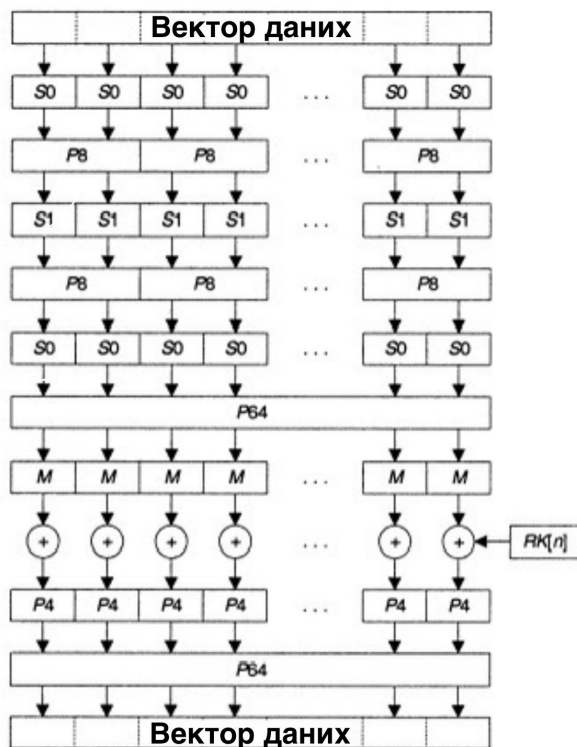 Вектор даних
S0 S0 S0 S0 ... S0 S0
P8 P8 ... P8
S1 S1 S1 S1 ... S1 S1
P8 P8 ... P8
S0 S0 S0 S0 ... S0 S0
P64
M M M M ... M M
+ + + + ... + + RK[n]
P4 P4 P4 P4 ... P4 P4
P64
Вектор даних